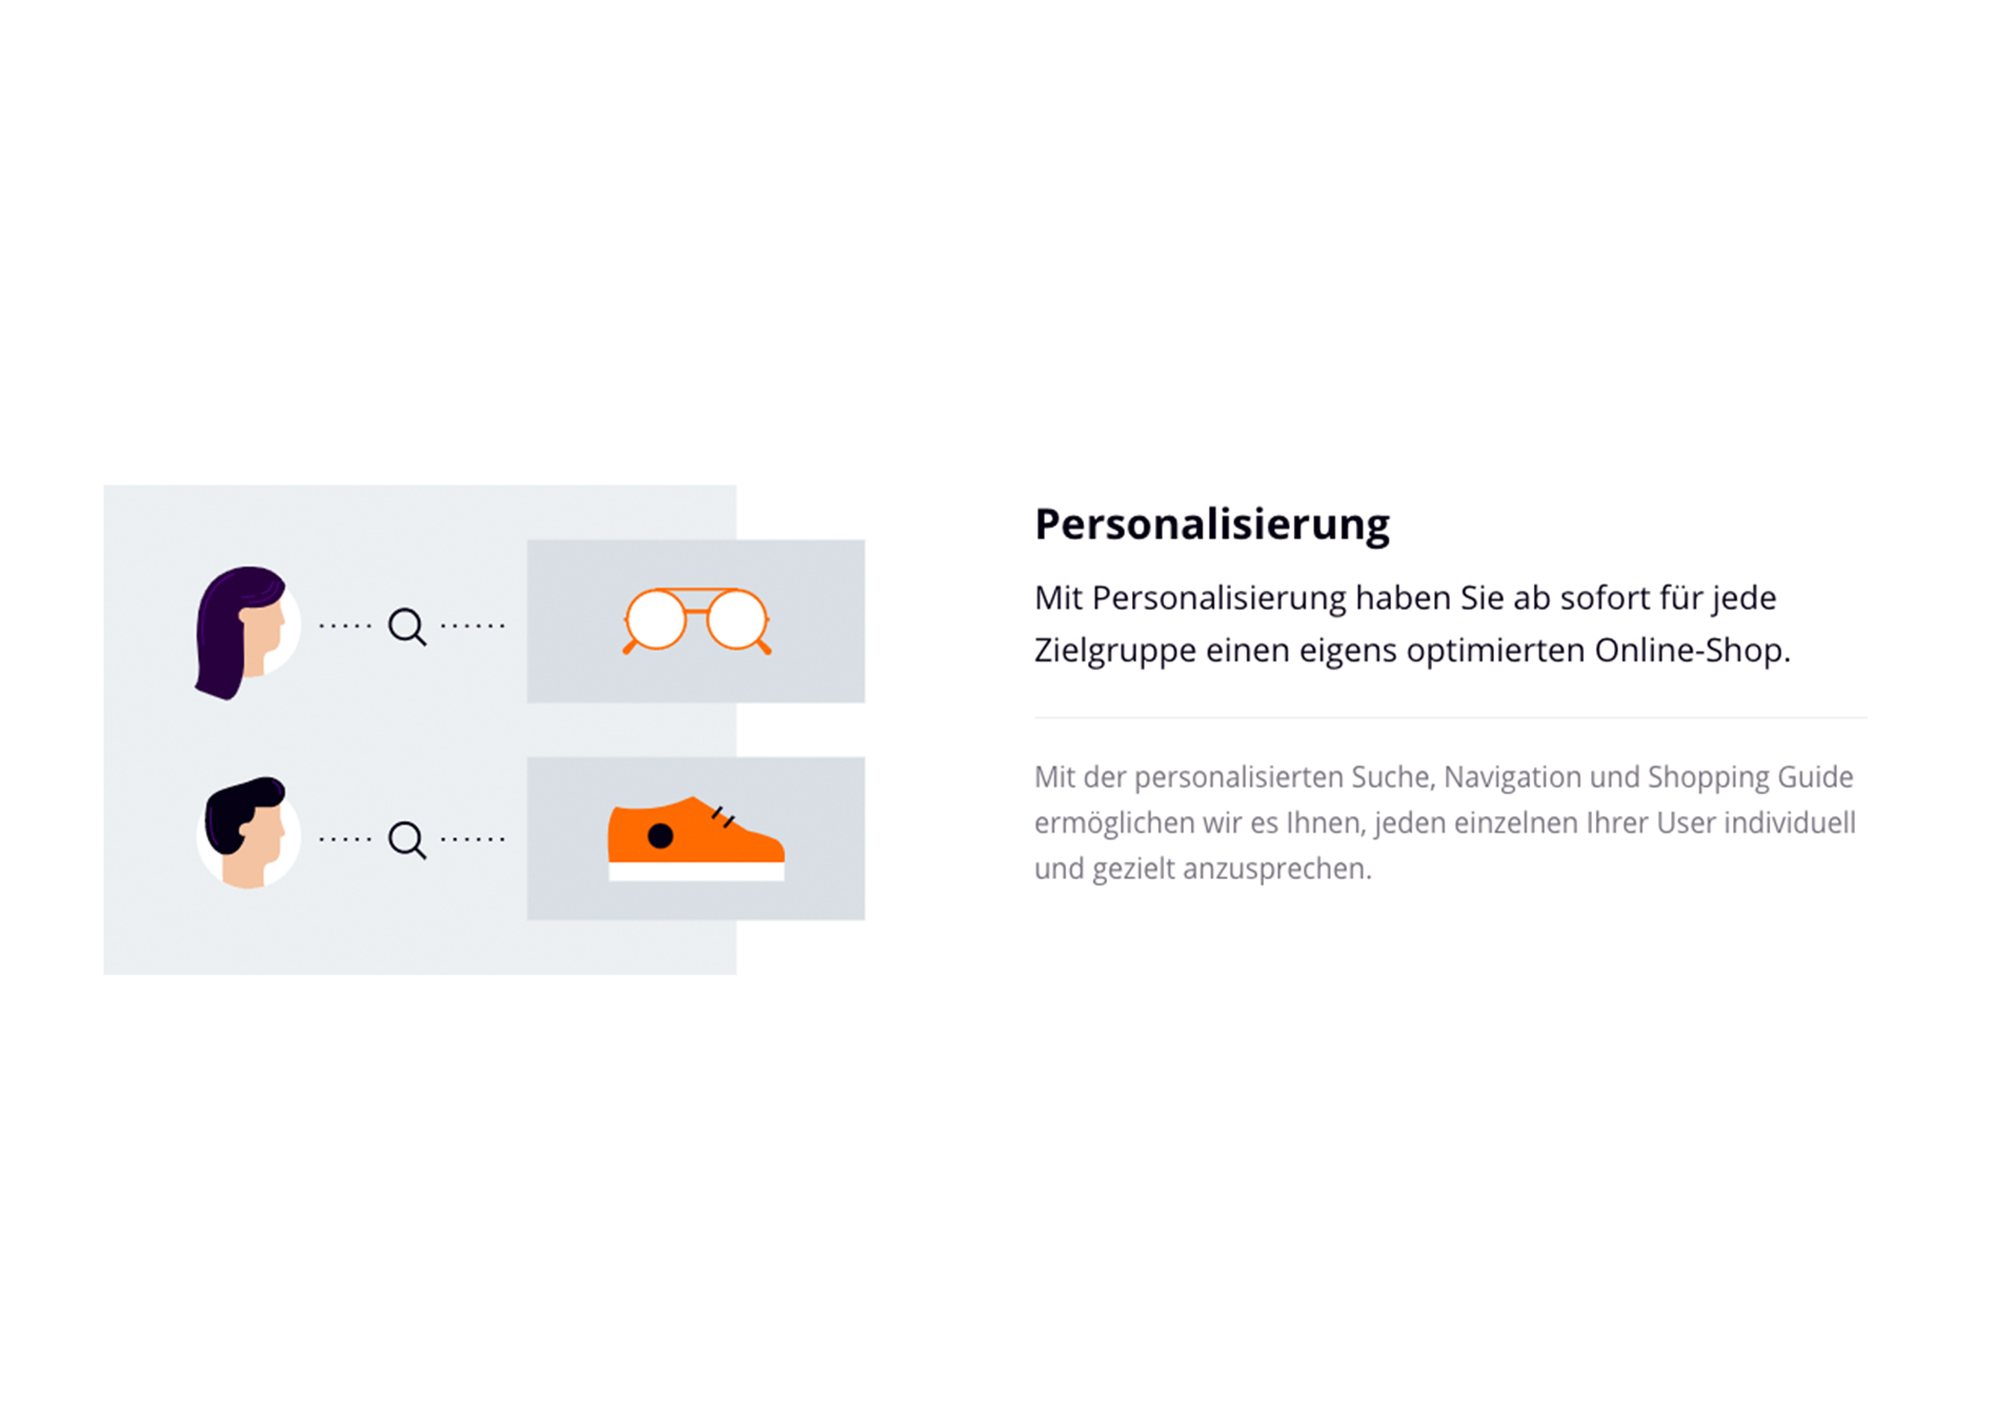 Personalisierung
Mit Personalisierung haben Sie ab sofort für jede
Zielgruppe einen eigens optimierten Online-Shop.
Mit der personalisierten Suche, Navigation und Shopping Guide
ermöglichen wir es Ihnen, jeden einzelnen Ihrer User individuell
und gezielt anzusprechen.